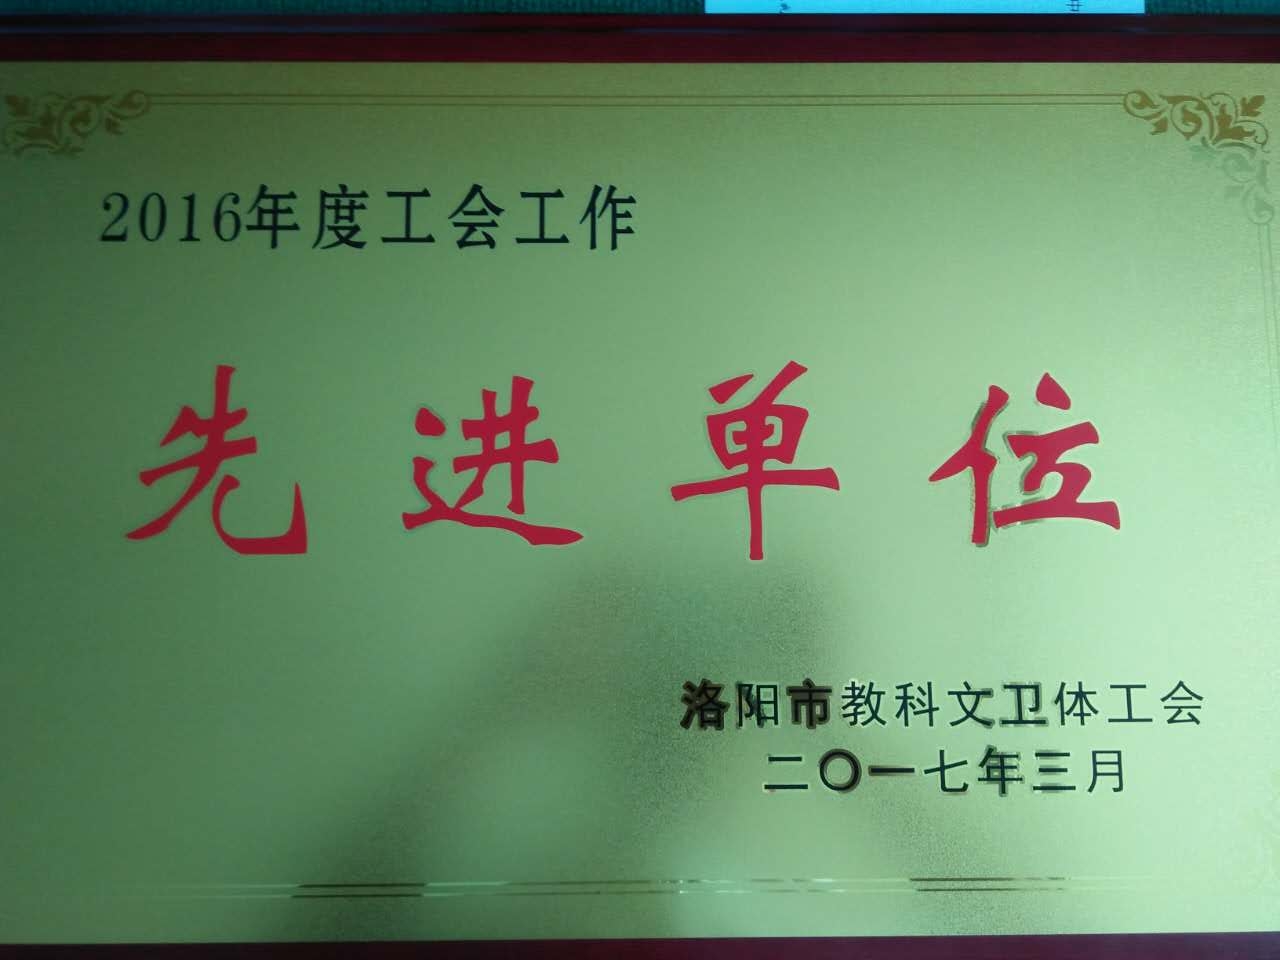 2016年度工会工作
先进单位
洛阳市教科文卫体工会
二〇一七年三月